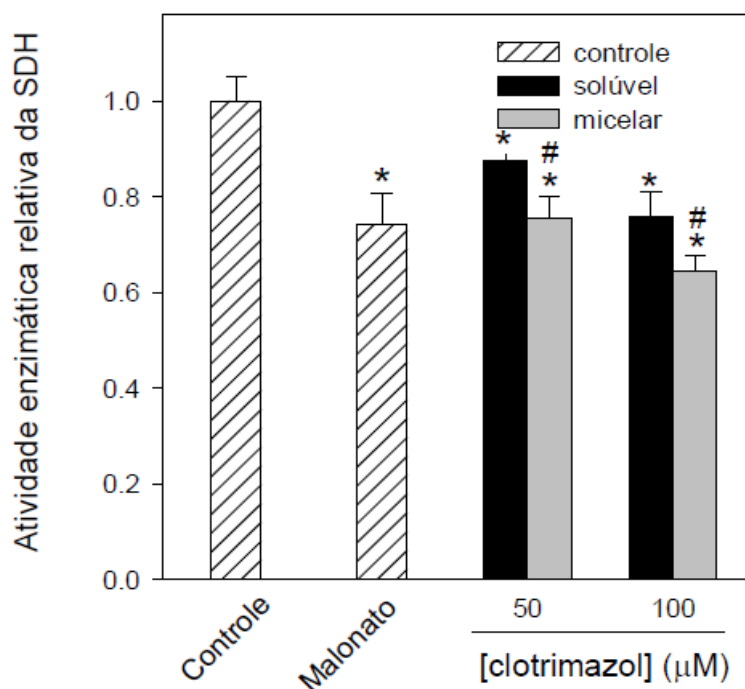 Atividade enzimática relativa da SDH
1.0
0.8
0.6
0.4
0.2
0.0
controle
solúvel
micelar
*
*
#
*
*
#
*
Controle
Malonato
50
100
[clotrimazol] (μM)